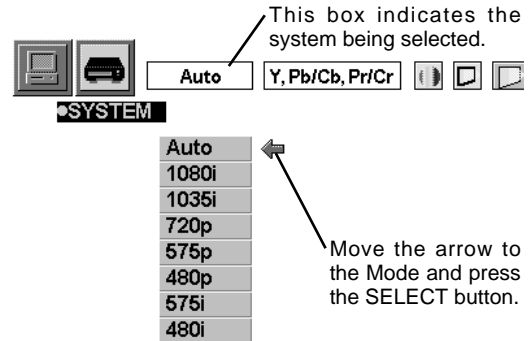 This box indicates the
system being selected.
Auto
Y, Pb/Cb, Pr/Cr
●SYSTEM
Auto
1080i
1035i
720p
575p
480p
575i
480i
Move the arrow to
the Mode and press
the SELECT button.